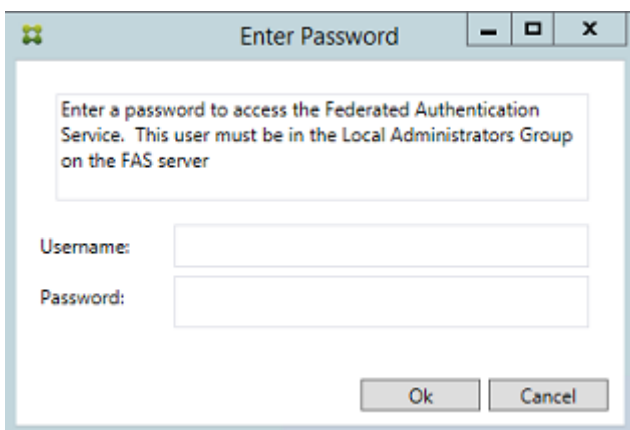 Enter Password
Enter a password to access the Federated Authentication
Service.  This user must be in the Local Administrators Group
on the FAS server
Username:
Password:
Ok Cancel